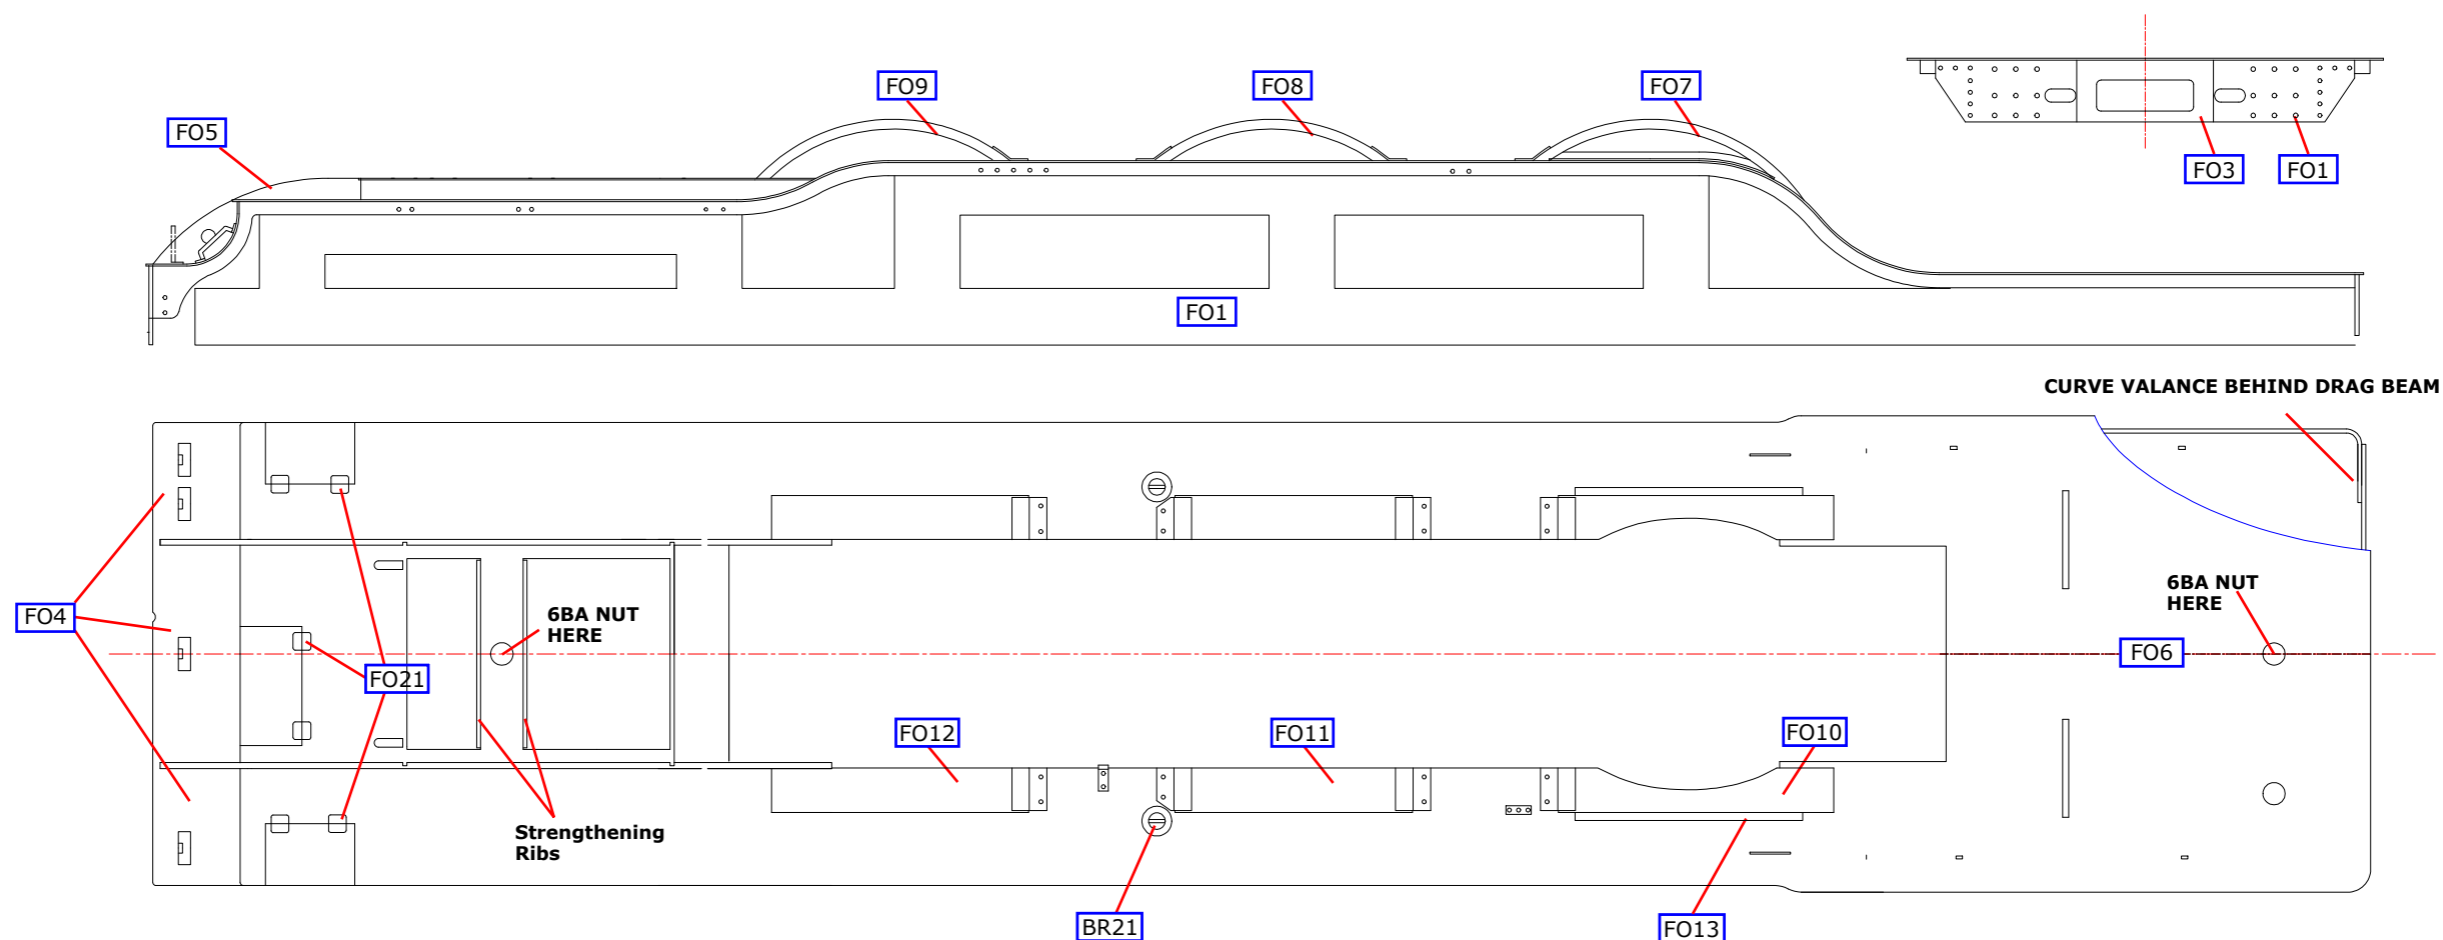 FO9
FO8
FO7
FO5
FO3
FO1
FO1
CURVE VALANCE BEHIND DRAG BEAM
6BA NUT
HERE
6BA NUT
HERE
FO4
FO6
FO21
FO12
FO11
FO10
Strengthening
Ribs
BR21
FO13